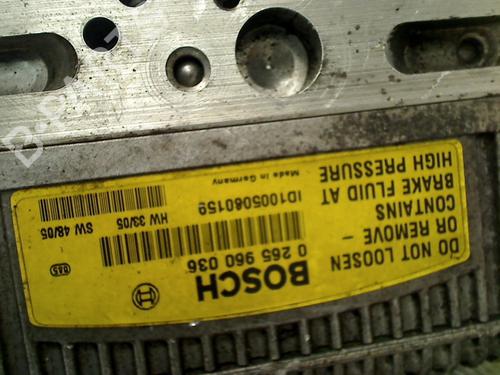 BOSCH
0 265 960 036
HW 33/05
SW 48/05
ID1005060159
Made in Germany
DO NOT LOOSEN
OR REMOVE -
CONTAINS
BRAKE FLUID AT
HIGH PRESSURE